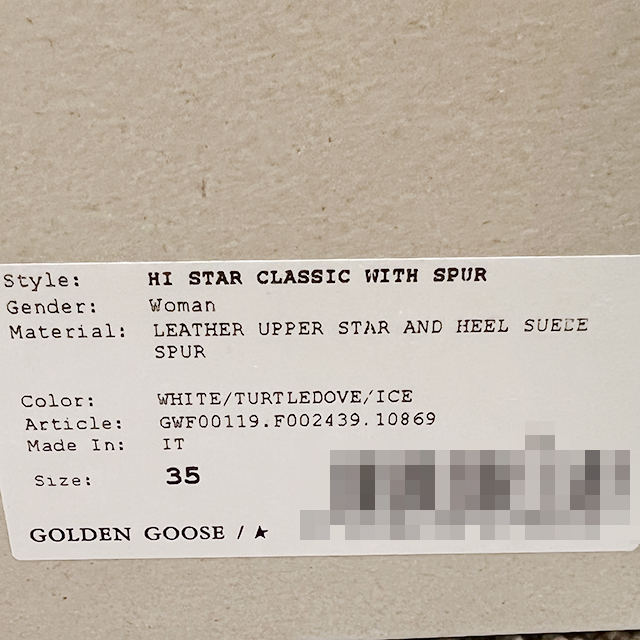 Style: HI STAR CLASSIC WITH SPUR
Gender: Woman
Material: LEATHER UPPER STAR AND HEEL SUEDE
SPUR
Color: WHITE/TURTLEDOVE/ICE
Article: GWF00119.F002439.10869
Made In: IT
Size: 35
GOLDEN GOOSE / ★